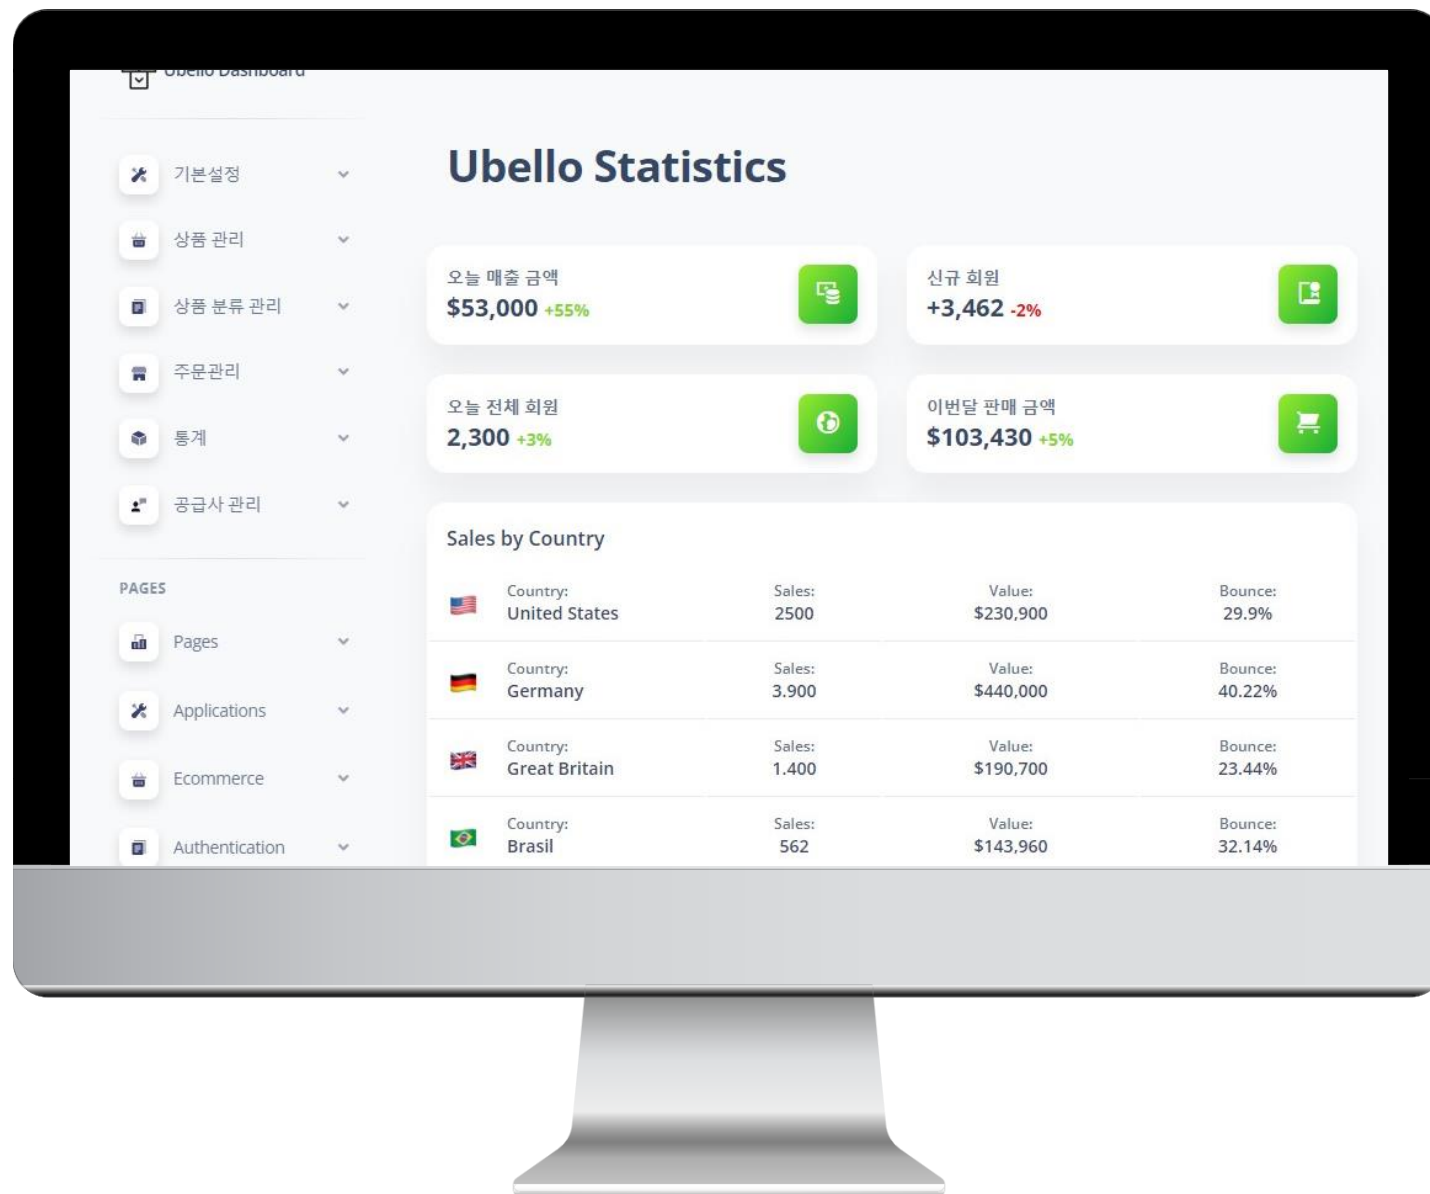 Ubello Dashboard
기본설정
상품 관리
상품 분류 관리
주문관리
통계
공급사 관리
PAGES
Pages
Applications
Ecommerce
Authentication
Ubello Statistics
오늘 매출 금액
$53,000 +55%
신규 회원
+3,462 -2%
오늘 전체 회원
2,300 +3%
이번달 판매 금액
$103,430 +5%
Sales by Country
Country: Sales: Value: Bounce:
United States 2500 $230,900 29.9%
Country: Sales: Value: Bounce:
Germany 3.900 $440,000 40.22%
Country: Sales: Value: Bounce:
Great Britain 1.400 $190,700 23.44%
Country: Sales: Value: Bounce:
Brasil 562 $143,960 32.14%